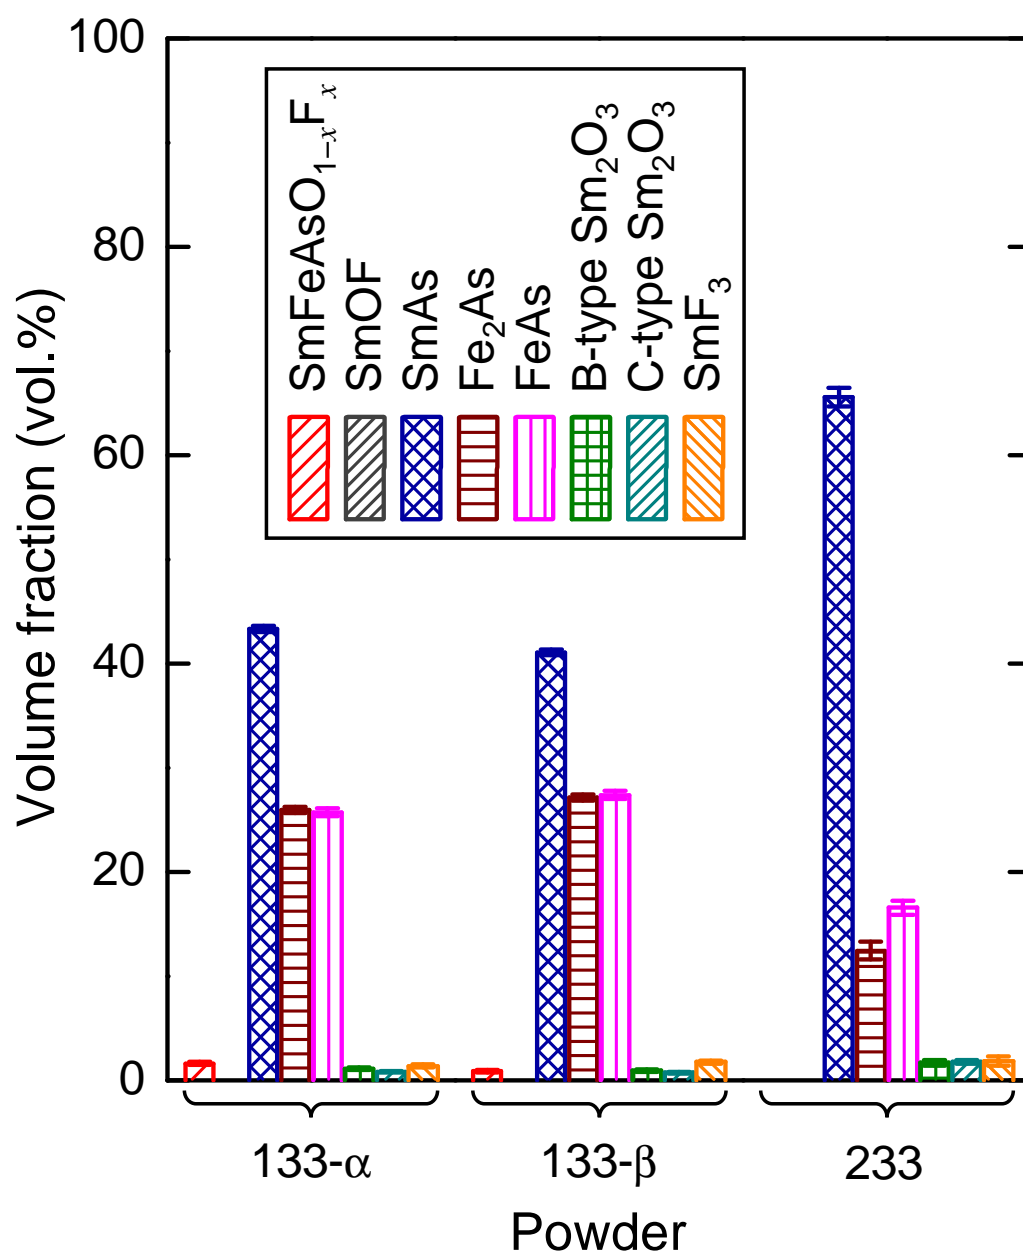 100
80
60
40
20
0
Volume fraction (vol.%)
SmFeAsO₁₋ₓFₓ
SmOF
SmAs
Fe₂As
FeAs
B-type Sm₂O₃
C-type Sm₂O₃
SmF₃
133-α
133-β
233
Powder